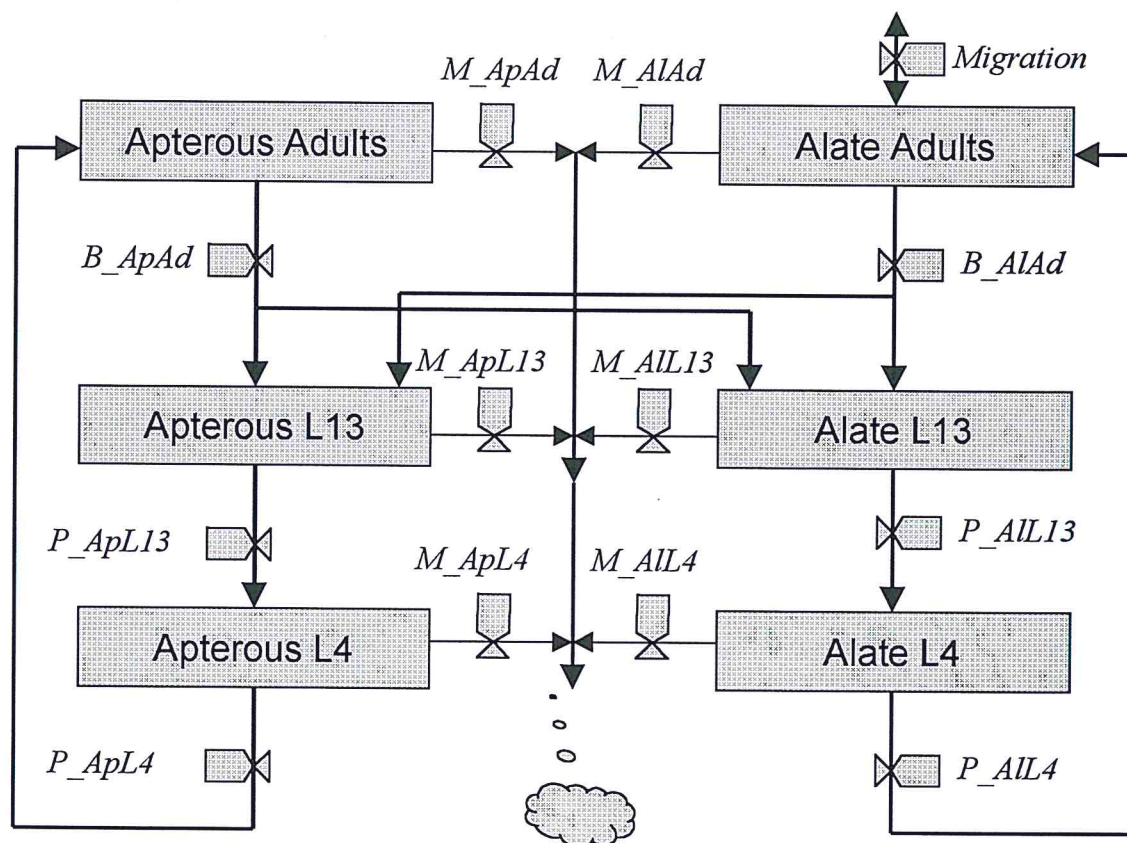 M_ApAd
M_AlAd
Migration
Apterous Adults
Alate Adults
B_ApAd
B_AlAd
M_ApL13
M_AlL13
Apterous L13
Alate L13
P_ApL13
P_AlL13
M_ApL4
M_AlL4
Apterous L4
Alate L4
P_ApL4
P_AlL4